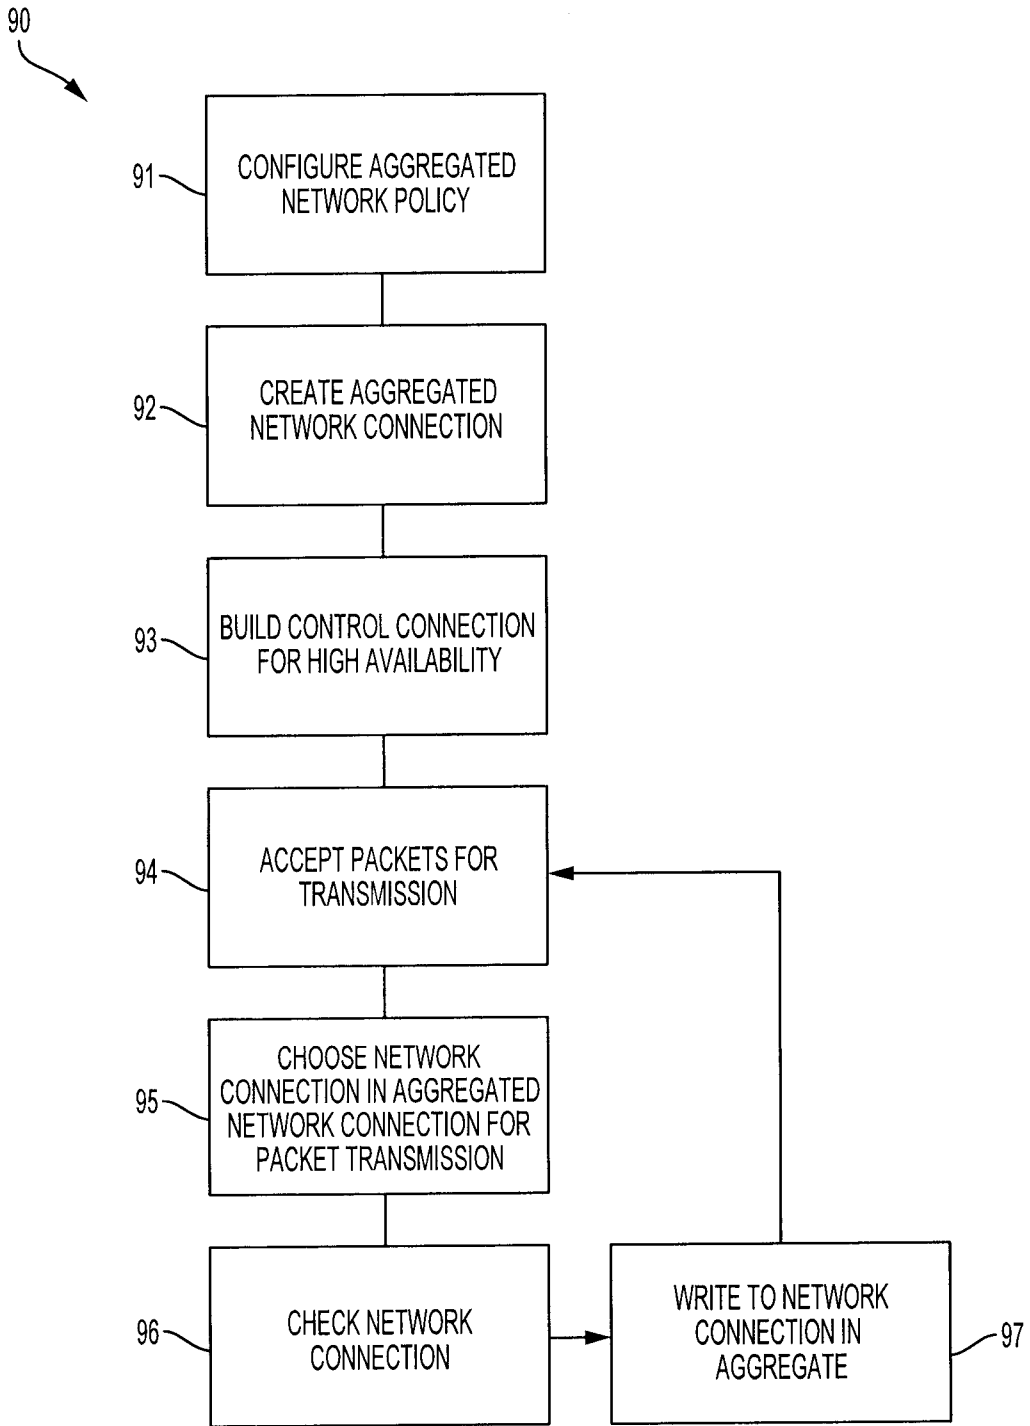 90
91
CONFIGURE AGGREGATED
NETWORK POLICY
92
CREATE AGGREGATED
NETWORK CONNECTION
93
BUILD CONTROL CONNECTION
FOR HIGH AVAILABILITY
94
ACCEPT PACKETS FOR
TRANSMISSION
95
CHOOSE NETWORK
CONNECTION IN AGGREGATED
NETWORK CONNECTION FOR
PACKET TRANSMISSION
96
CHECK NETWORK
CONNECTION
WRITE TO NETWORK
CONNECTION IN
AGGREGATE
97